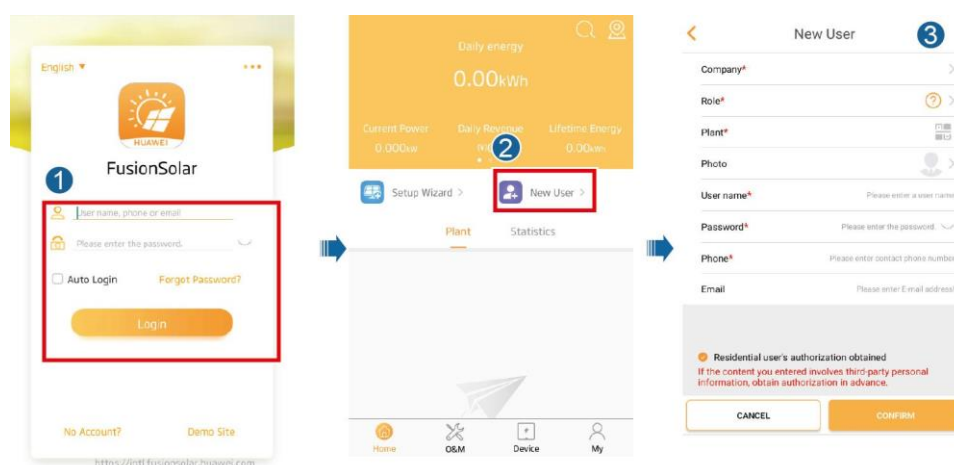 English ▼
HUAWEI
FusionSolar
1
User name, phone or email
Please enter the password.
Auto Login
Forgot Password?
Login
No Account?
Demo Site
https://intl.fusionsolar.huawei.com
Daily energy
0.00kWh
Current Power
Daily Revenue
Lifetime Energy
0.000kW
0.00kWh
2
Setup Wizard >
New User >
Plant
Statistics
Home
O&M
Device
My
New User
3
Company*
Role*
?
Plant*
Photo
User name*
Please enter a user name
Password*
Please enter the password.
Phone*
Please enter contact phone number
Email
Please enter E-mail address
Residential user's authorization obtained
If the content you entered involves third-party personal
information, obtain authorization in advance.
CANCEL
CONFIRM